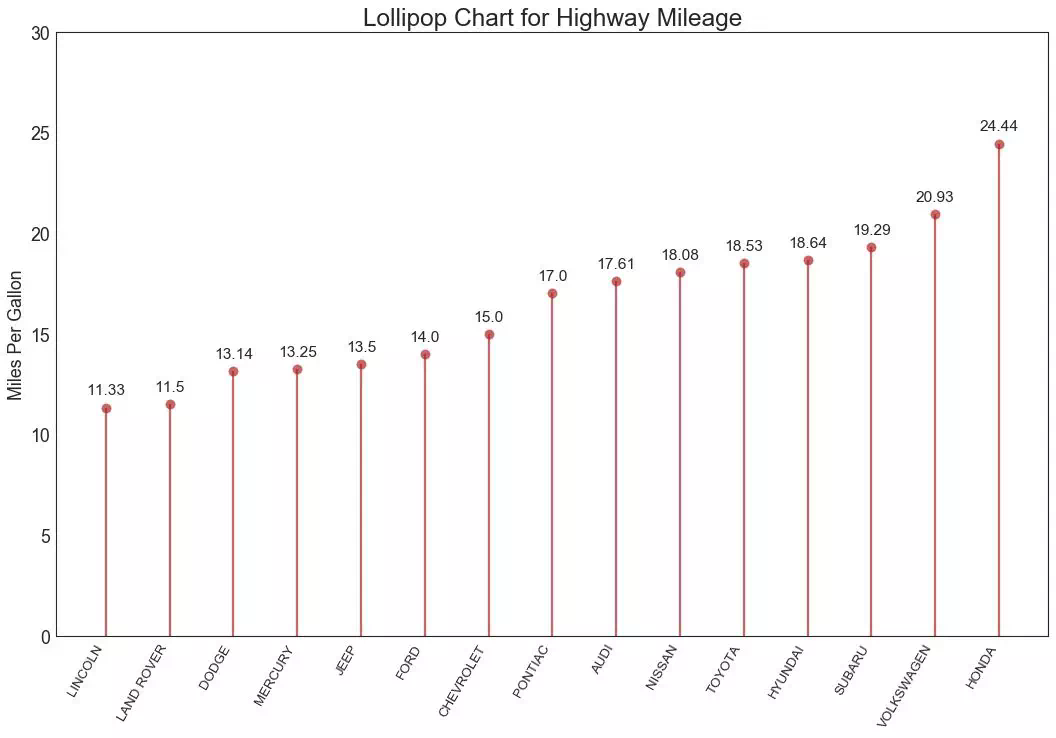 Lollipop Chart for Highway Mileage
30
25
20
15
10
5
0
Miles Per Gallon
11.33
11.5
13.14
13.25
13.5
14.0
15.0
17.0
17.61
18.08
18.53
18.64
19.29
20.93
24.44
LINCOLN
LAND ROVER
DODGE
MERCURY
JEEP
FORD
CHEVROLET
PONTIAC
AUDI
NISSAN
TOYOTA
HYUNDAI
SUBARU
VOLKSWAGEN
HONDA